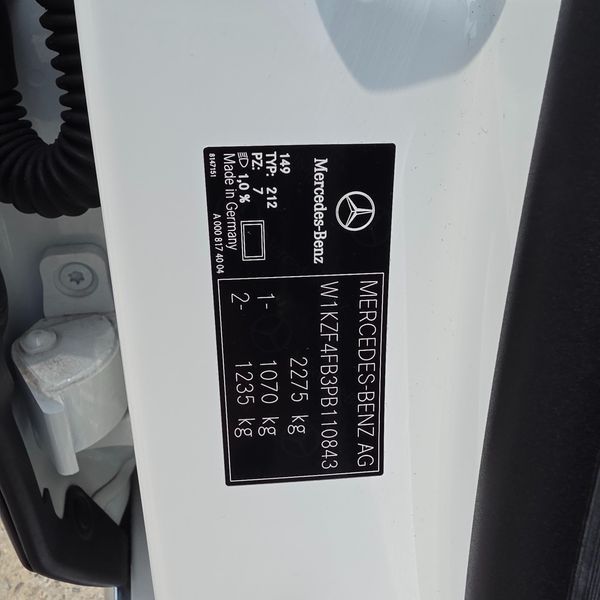 MERCEDES-BENZ AG
W1KZF4FB3PB110843
2275 kg
1- 1070 kg
2- 1235 kg
Mercedes-Benz
149
TYP: 212
PZ: 7
1,0 %
Made in Germany
A 000 817 40 04
8147151